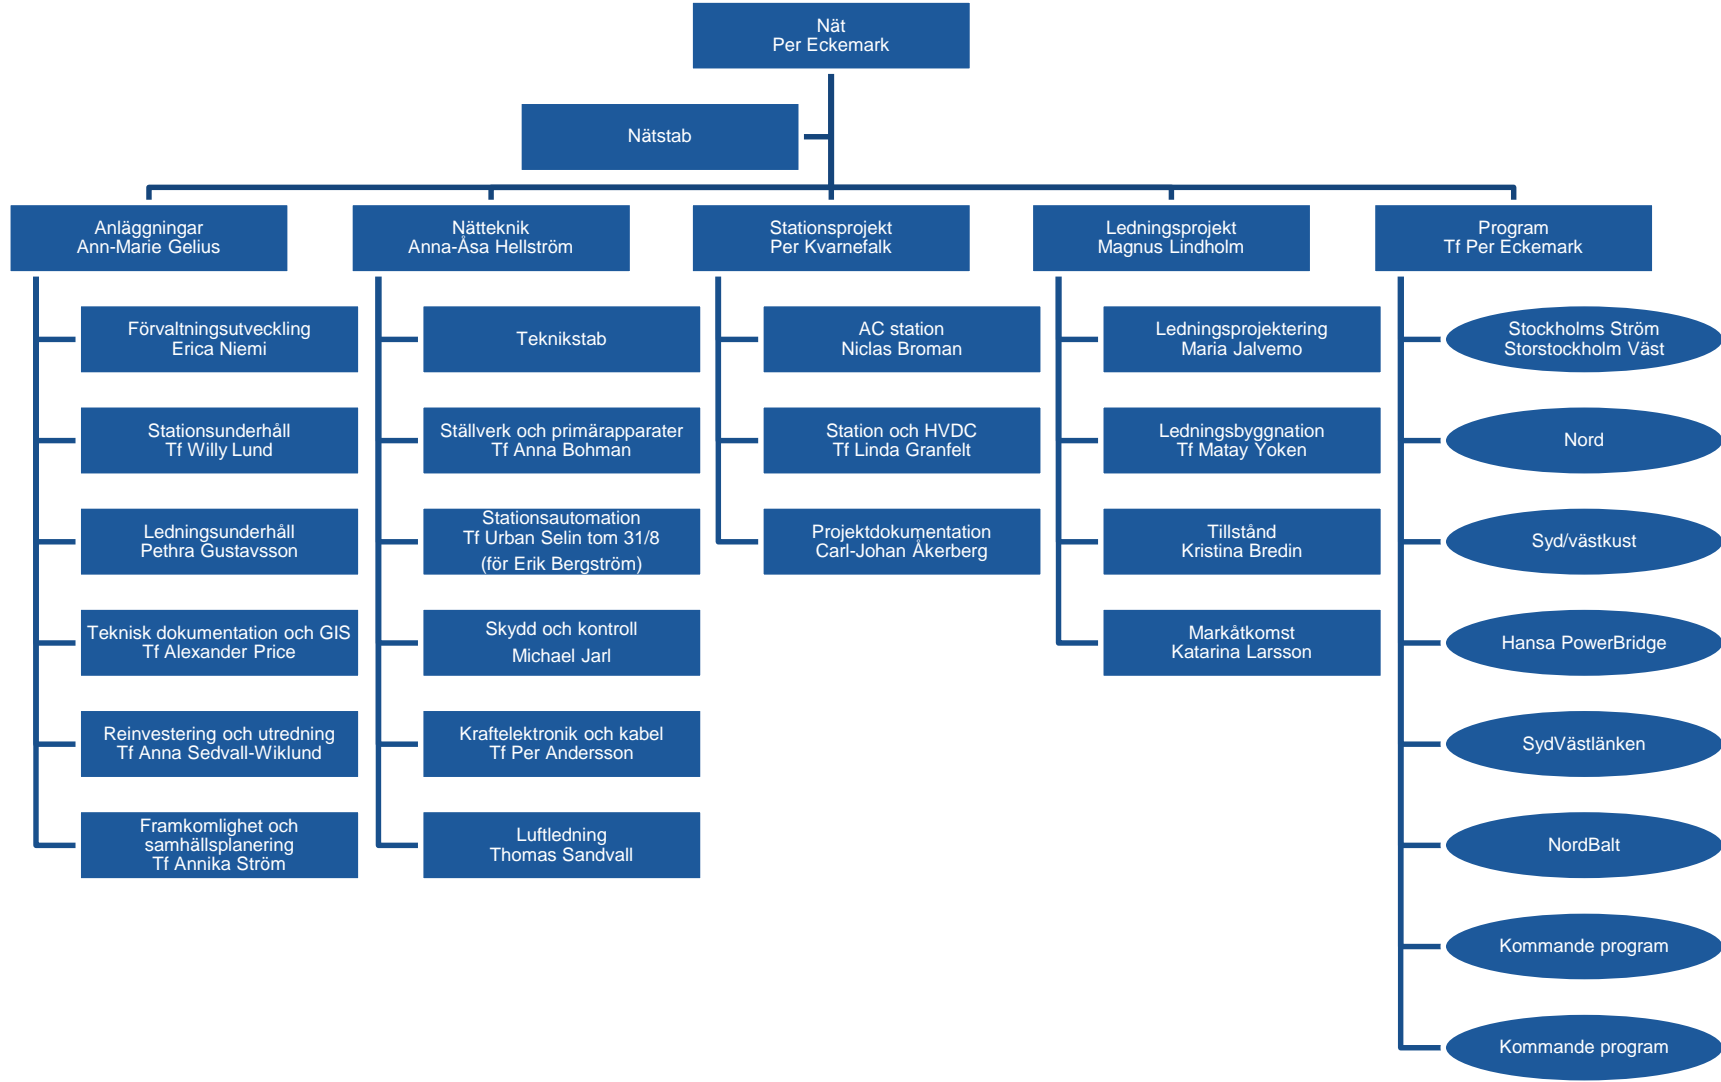 Nät
Per Eckemark
Nätstab
Anläggningar
Ann-Marie Gelius
Förvaltningsutveckling
Erica Niemi
Stationsunderhåll
Tf Willy Lund
Ledningsunderhåll
Pethra Gustavsson
Teknisk dokumentation och GIS
Tf Alexander Price
Reinvestering och utredning
Tf Anna Sedvall-Wiklund
Framkomlighet och
samhällsplanering
Tf Annika Ström
Nätteknik
Anna-Åsa Hellström
Teknikstab
Ställverk och primärapparater
Tf Anna Bohman
Stationsautomation
Tf Urban Selin tom 31/8
(för Erik Bergström)
Skydd och kontroll
Michael Jarl
Kraftelektronik och kabel
Tf Per Andersson
Luftledning
Thomas Sandvall
Stationsprojekt
Per Kvarnefalk
AC station
Niclas Broman
Station och HVDC
Tf Linda Granfelt
Projektdokumentation
Carl-Johan Åkerberg
Ledningsprojekt
Magnus Lindholm
Ledningsprojektering
Maria Jalvemo
Ledningsbyggnation
Tf Matay Yoken
Tillstånd
Kristina Bredin
Markåtkomst
Katarina Larsson
Program
Tf Per Eckemark
Stockholms Ström
Storstockholm Väst
Nord
Syd/västkust
Hansa PowerBridge
SydVästlänken
NordBalt
Kommande program
Kommande program